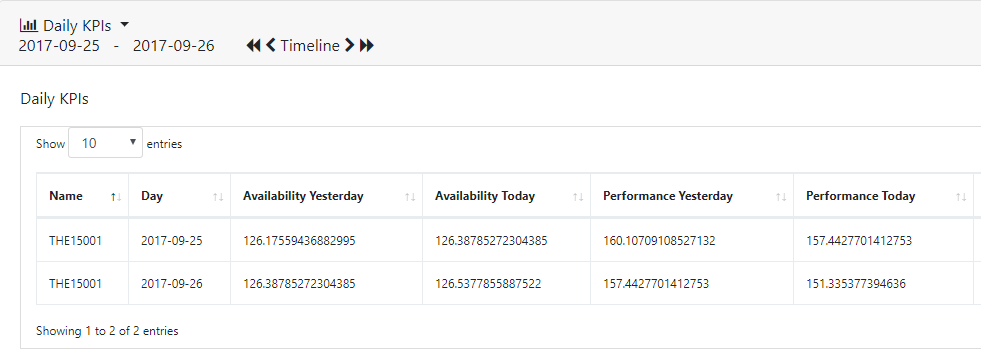 Daily KPIs
2017-09-25 - 2017-09-26 Timeline
Daily KPIs
Show 10 entries
Name Day Availability Yesterday Availability Today Performance Yesterday Performance Today
THE15001 2017-09-25 126.17559436882995 126.38785272304385 160.10709108527132 157.4427701412753
THE15001 2017-09-26 126.38785272304385 126.5377855887522 157.4427701412753 151.335377394636
Showing 1 to 2 of 2 entries